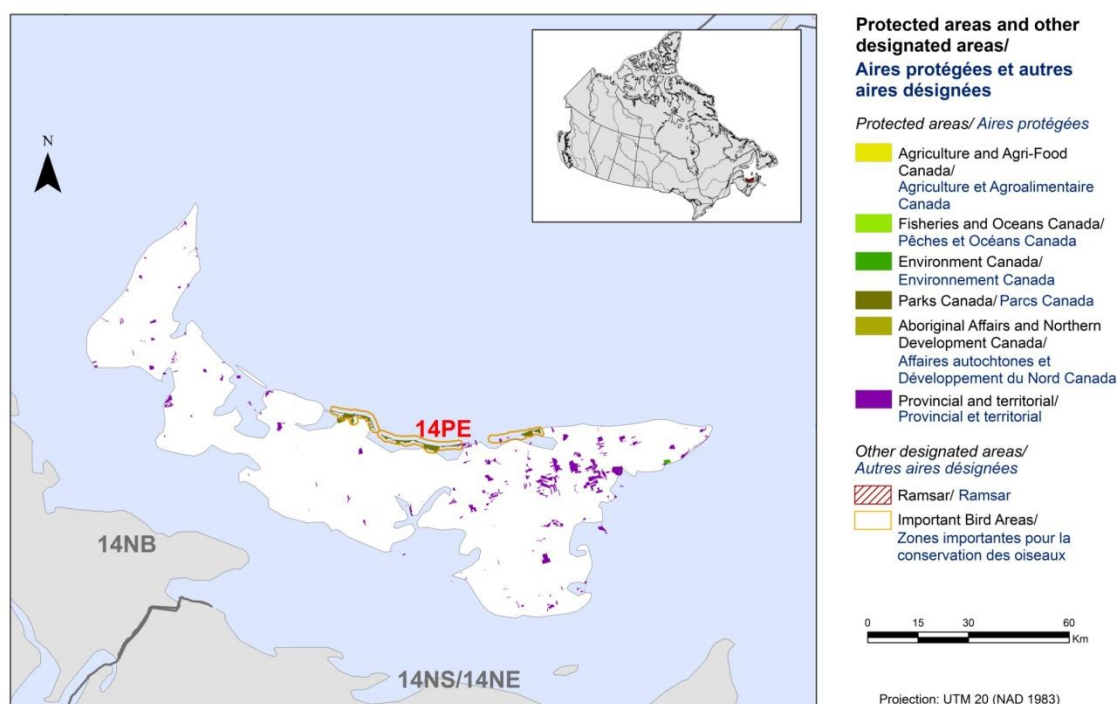 N
14PE
14NB
14NS/14NE
Protected areas and other
designated areas/
Aires protégées et autres
aires désignées
Protected areas/ Aires protégées
Agriculture and Agri-Food
Canada/
Agriculture et Agroalimentaire
Canada
Fisheries and Oceans Canada/
Pêches et Océans Canada
Environment Canada/
Environnement Canada
Parks Canada/ Parcs Canada
Aboriginal Affairs and Northern
Development Canada/
Affaires autochtones et
Développement du Nord Canada
Provincial and territorial/
Provincial et territorial
Other designated areas/
Autres aires désignées
Ramsar/ Ramsar
Important Bird Areas/
Zones importantes pour la
conservation des oiseaux
0 15 30 60
Km
Projection: UTM 20 (NAD 1983)